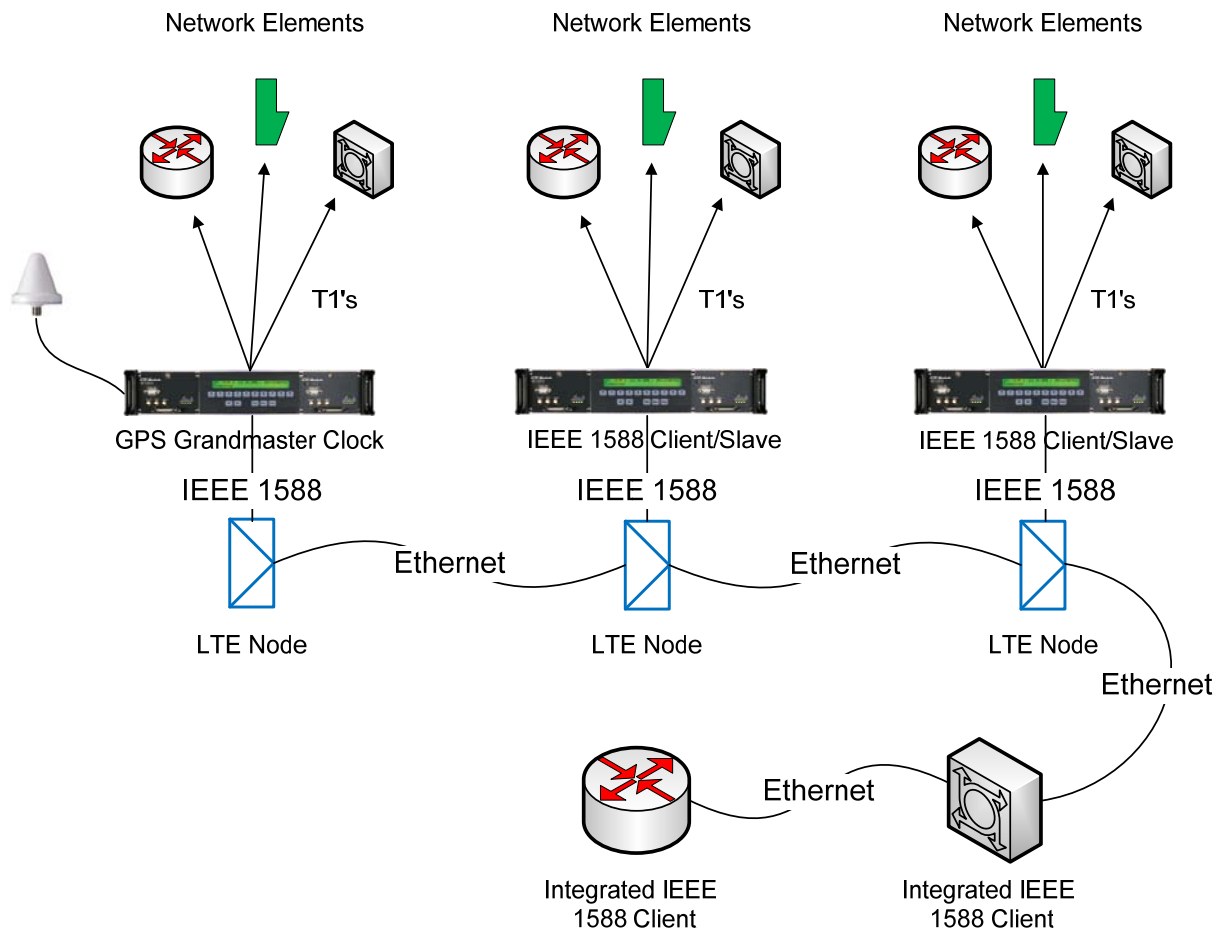 Network Elements
Network Elements
Network Elements
T1's
T1's
T1's
GPS Grandmaster Clock
IEEE 1588 Client/Slave
IEEE 1588 Client/Slave
IEEE 1588
IEEE 1588
IEEE 1588
Ethernet
Ethernet
LTE Node
LTE Node
LTE Node
Ethernet
Ethernet
Integrated IEEE
1588 Client
Integrated IEEE
1588 Client